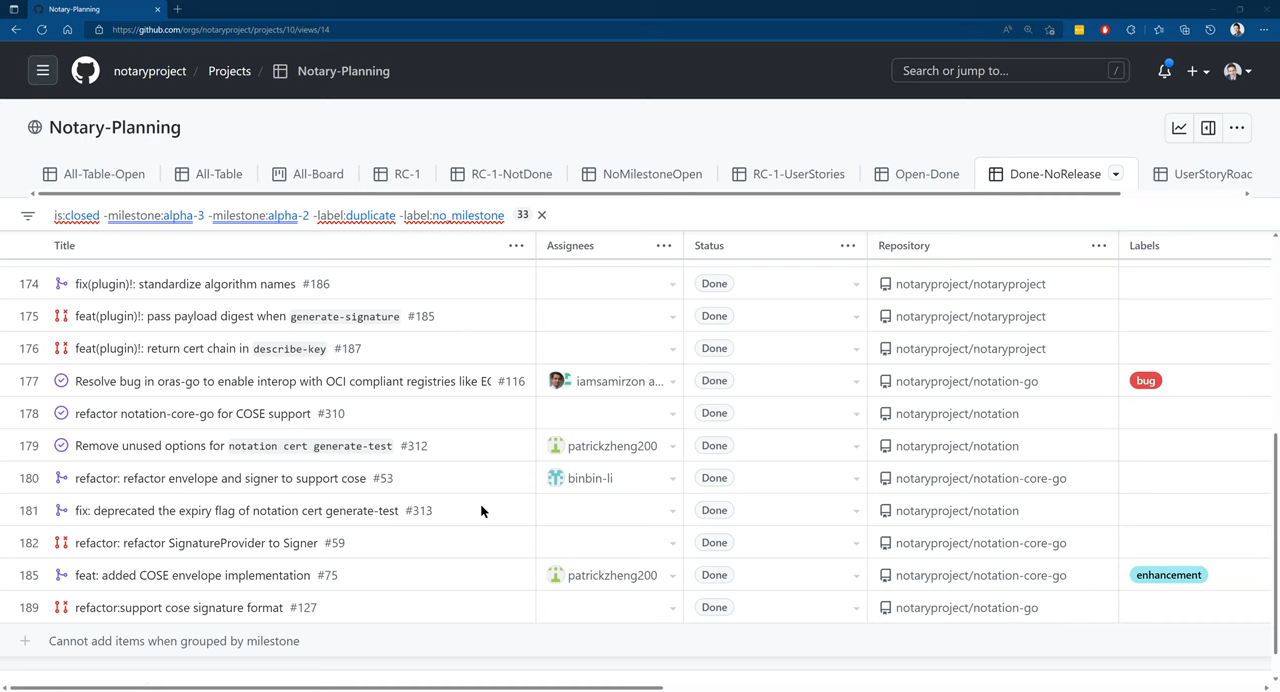 Notary-Planning
https://github.com/orgs/notaryproject/projects/10/views/14
notaryproject / Projects / Notary-Planning
Search or jump to... /
Notary-Planning
All-Table-Open All-Table All-Board RC-1 RC-1-NotDone NoMilestoneOpen RC-1-UserStories Open-Done Done-NoRelease UserStoryRoac
is:closed -milestone:alpha-3 -milestone:alpha-2 -label:duplicate -label:no_milestone 33
Title Assignees Status Repository Labels
174 fix(plugin)!: standardize algorithm names #186 Done notaryproject/notaryproject
175 feat(plugin)!: pass payload digest when generate-signature #185 Done notaryproject/notaryproject
176 feat(plugin)!: return cert chain in describe-key #187 Done notaryproject/notaryproject
177 Resolve bug in oras-go to enable interop with OCI compliant registries like EC #116 iamsamirzon a... Done notaryproject/notation-go bug
178 refactor notation-core-go for COSE support #310 Done notaryproject/notation
179 Remove unused options for notation cert generate-test #312 patrickzheng200 Done notaryproject/notation
180 refactor: refactor envelope and signer to support cose #53 binbin-li Done notaryproject/notation-core-go
181 fix: deprecated the expiry flag of notation cert generate-test #313 Done notaryproject/notation
182 refactor: refactor SignatureProvider to Signer #59 Done notaryproject/notation-core-go
185 feat: added COSE envelope implementation #75 patrickzheng200 Done notaryproject/notation-core-go enhancement
189 refactor:support cose signature format #127 Done notaryproject/notation-go
Cannot add items when grouped by milestone